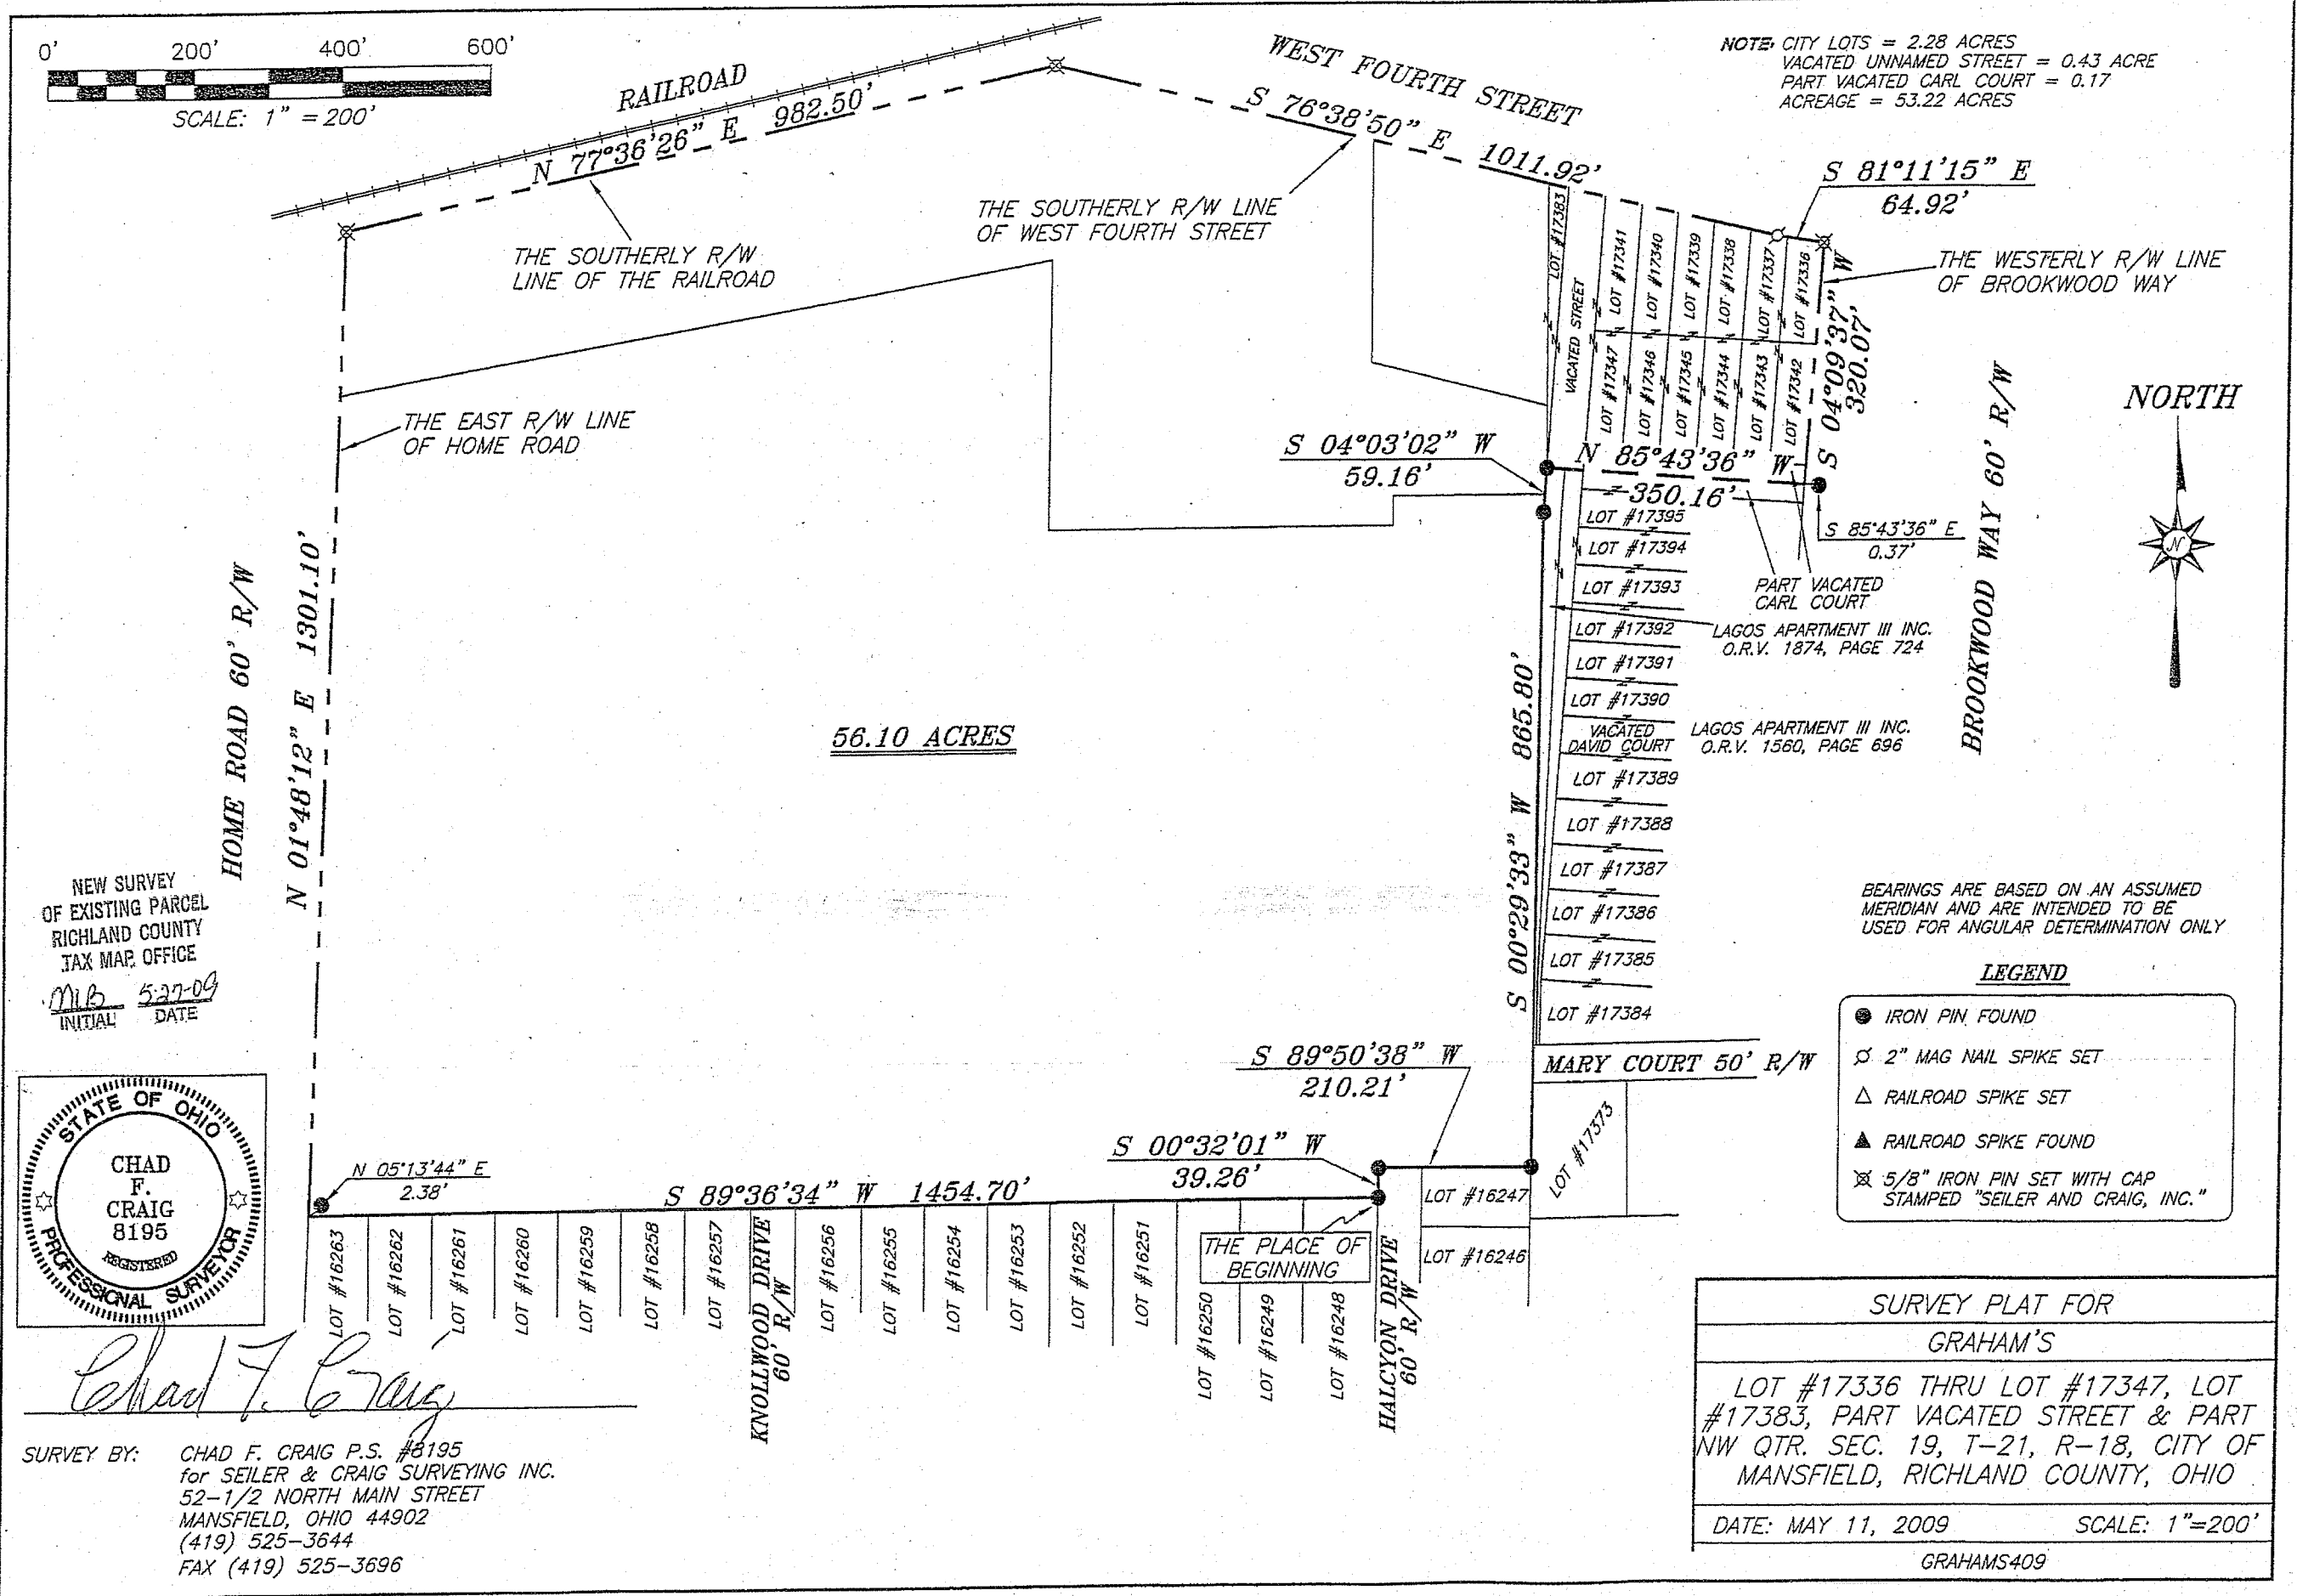 0' 200' 400' 600'
SCALE: 1" = 200'
RAILROAD
N 77°36'26" E 982.50'
THE SOUTHERLY R/W
LINE OF THE RAILROAD
WEST FOURTH STREET
S 76°38'50" E 1011.92'
THE SOUTHERLY R/W LINE
OF WEST FOURTH STREET
NOTE: CITY LOTS = 2.28 ACRES
VACATED UNNAMED STREET = 0.43 ACRE
PART VACATED CARL COURT = 0.17
ACREAGE = 53.22 ACRES
S 81°11'15" E
64.92'
THE WESTERLY R/W LINE
OF BROOKWOOD WAY
S 04°09'37" W
320.07'
LOT #17383
VACATED STREET
LOT #17341
LOT #17340
LOT #17339
LOT #17338
LOT #17337
LOT #17336
LOT #17347
LOT #17346
LOT #17345
LOT #17344
LOT #17343
LOT #17342
BROOKWOOD WAY 60' R/W
NORTH
N
THE EAST R/W LINE
OF HOME ROAD
HOME ROAD 60' R/W
N 01°48'12" E 1301.10'
S 04°03'02" W
59.16'
N 85°43'36" W
350.16'
S 85°43'36" E
0.37'
PART VACATED
CARL COURT
LAGOS APARTMENT III INC.
O.R.V. 1874, PAGE 724
LOT #17395
LOT #17394
LOT #17393
LOT #17392
LOT #17391
LOT #17390
VACATED
DAVID COURT
LAGOS APARTMENT III INC.
O.R.V. 1560, PAGE 696
LOT #17389
LOT #17388
LOT #17387
LOT #17386
LOT #17385
LOT #17384
S 00°29'33" W 865.80'
56.10 ACRES
NEW SURVEY
OF EXISTING PARCEL
RICHLAND COUNTY
TAX MAP OFFICE
MLB 5-27-09
INITIAL DATE
BEARINGS ARE BASED ON AN ASSUMED
MERIDIAN AND ARE INTENDED TO BE
USED FOR ANGULAR DETERMINATION ONLY
LEGEND
IRON PIN FOUND
2" MAG NAIL SPIKE SET
RAILROAD SPIKE SET
RAILROAD SPIKE FOUND
5/8" IRON PIN SET WITH CAP
STAMPED "SEILER AND CRAIG, INC."
MARY COURT 50' R/W
LOT #17373
S 89°50'38" W
210.21'
S 00°32'01" W
39.26'
N 05°13'44" E
2.38'
S 89°36'34" W 1454.70'
LOT #16247
LOT #16246
THE PLACE OF
BEGINNING
LOT #16263
LOT #16262
LOT #16261
LOT #16260
LOT #16259
LOT #16258
LOT #16257
KNOLLWOOD DRIVE
60' R/W
LOT #16256
LOT #16255
LOT #16254
LOT #16253
LOT #16252
LOT #16251
LOT #16250
LOT #16249
LOT #16248
HALCYON DRIVE
60' R/W
STATE OF OHIO
CHAD
F.
CRAIG
8195
REGISTERED
PROFESSIONAL SURVEYOR
Chad F. Craig
SURVEY BY: CHAD F. CRAIG P.S. #8195
for SEILER & CRAIG SURVEYING INC.
52-1/2 NORTH MAIN STREET
MANSFIELD, OHIO 44902
(419) 525-3644
FAX (419) 525-3696
SURVEY PLAT FOR
GRAHAM'S
LOT #17336 THRU LOT #17347, LOT
#17383, PART VACATED STREET & PART
NW QTR. SEC. 19, T-21, R-18, CITY OF
MANSFIELD, RICHLAND COUNTY, OHIO
DATE: MAY 11, 2009 SCALE: 1"=200'
GRAHAMS409